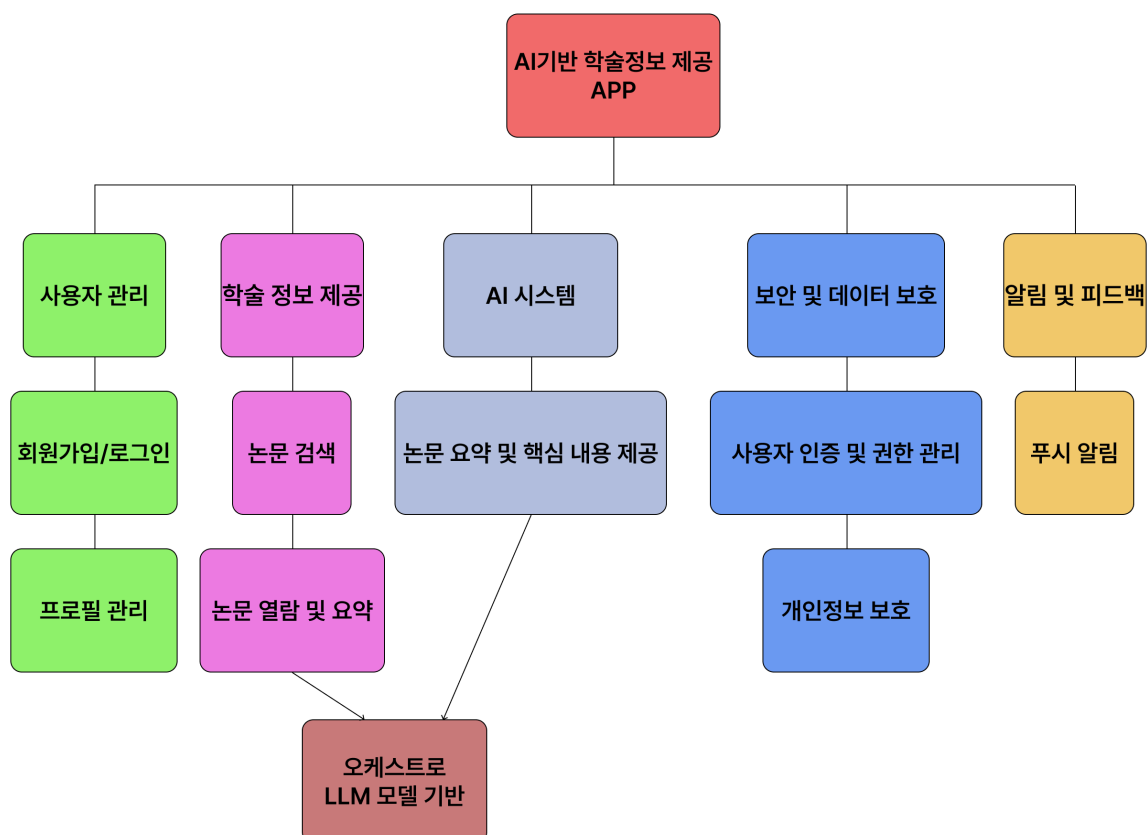 AI기반 학술정보 제공
APP
사용자 관리
학술 정보 제공
AI 시스템
보안 및 데이터 보호
알림 및 피드백
회원가입/로그인
논문 검색
논문 요약 및 핵심 내용 제공
사용자 인증 및 권한 관리
푸시 알림
프로필 관리
논문 열람 및 요약
개인정보 보호
오케스트로
LLM 모델 기반